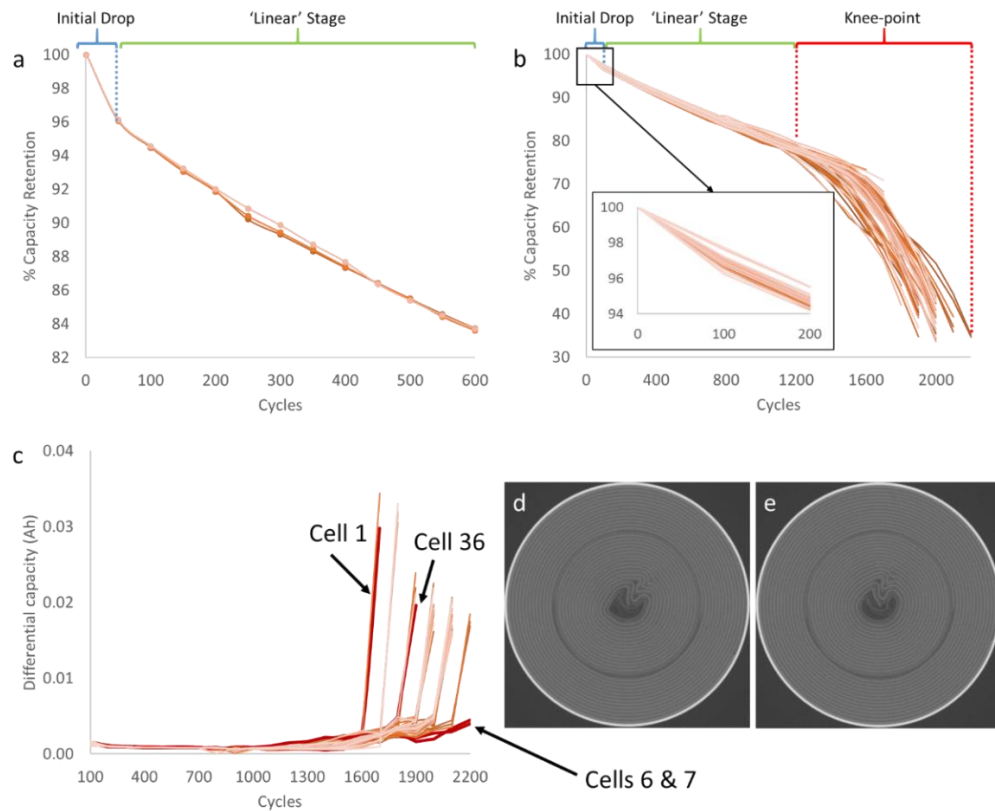 Initial Drop
'Linear' Stage
a
100
98
96
94
92
90
88
86
84
82
% Capacity Retention
0
100
200
300
400
500
600
Cycles
Initial Drop
'Linear' Stage
Knee-point
b
100
90
80
70
60
50
40
30
% Capacity Retention
100
98
96
94
0
100
200
0
400
800
1200
1600
2000
Cycles
c
0.04
0.03
0.02
0.01
0.00
Differential capacity (Ah)
Cell 1
Cell 36
Cells 6 & 7
100
400
700
1000
1300
1600
1900
2200
Cycles
d
e